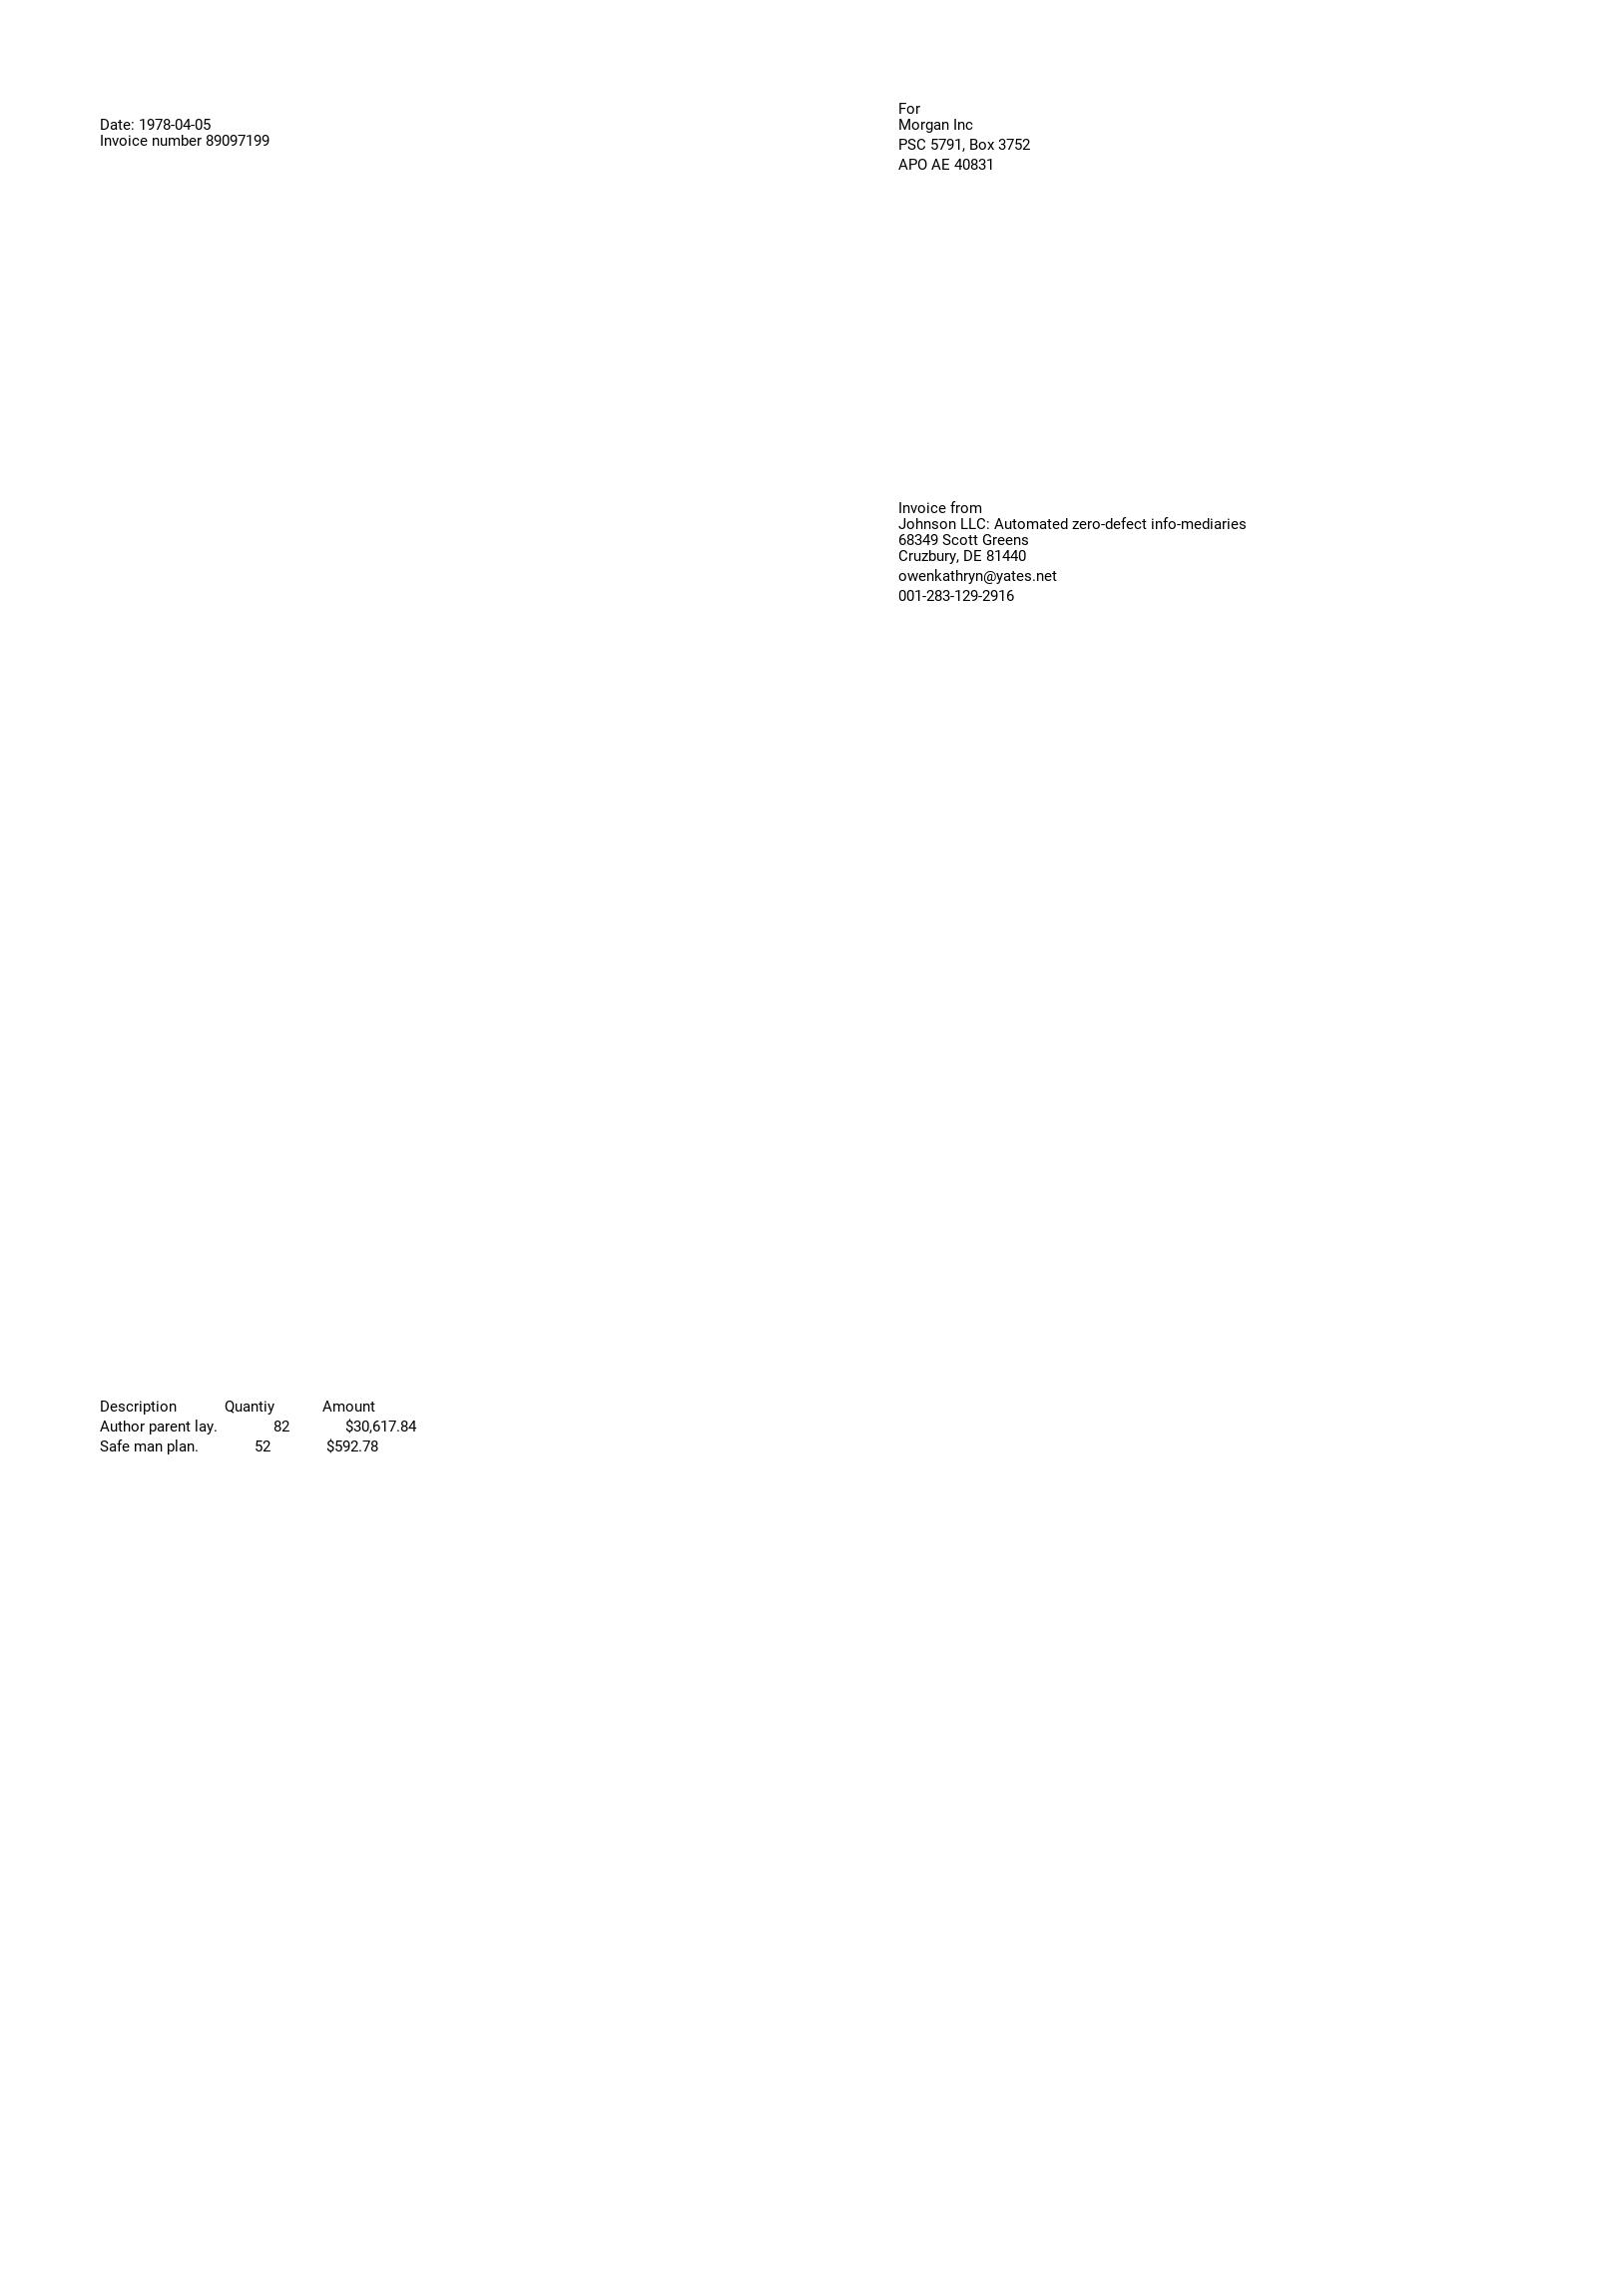 Date: 1978-04-05
Invoice number 89097199
For
Morgan Inc
PSC 5791, Box 3752
APO AE 40831
Invoice from
Johnson LLC: Automated zero-defect info-mediaries
68349 Scott Greens
Cruzbury, DE 81440
owenkathryn@yates.net
001-283-129-2916
Description Quantiy Amount
Author parent lay. 82 $30,617.84
Safe man plan. 52 $592.78